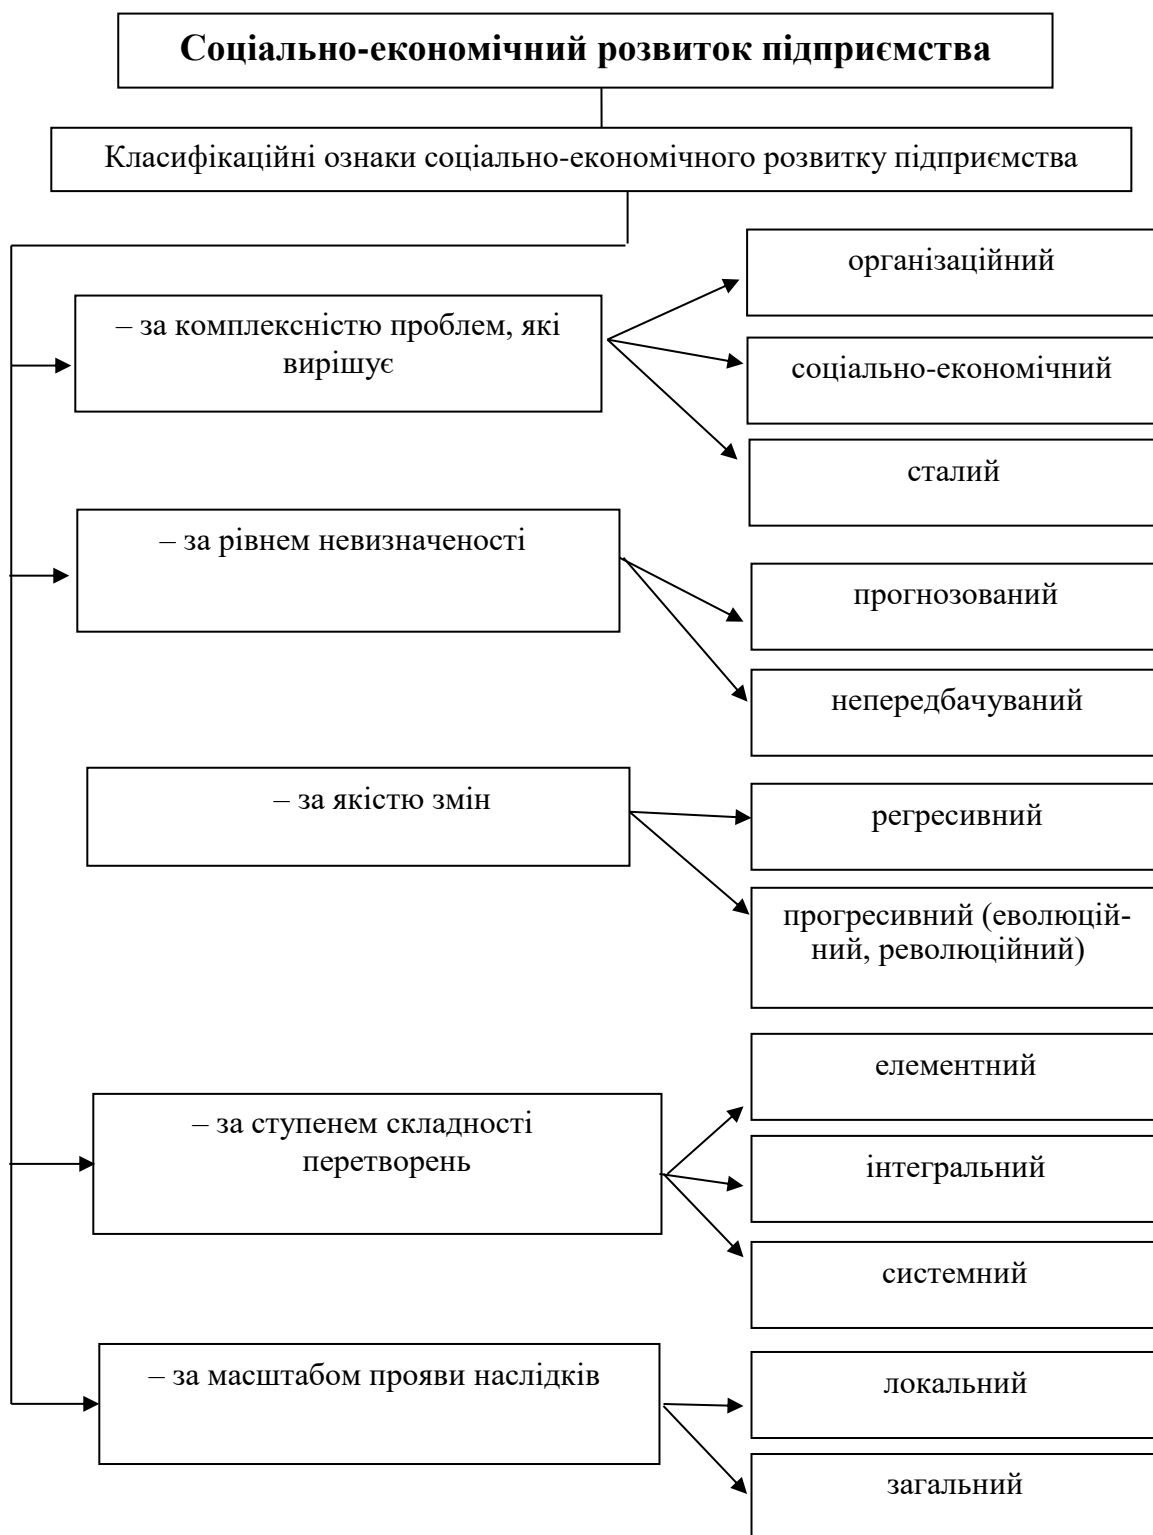 Соціально-економічний розвиток підприємства
Класифікаційні ознаки соціально-економічного розвитку підприємства
– за комплексністю проблем, які
вирішує
організаційний
соціально-економічний
сталий
– за рівнем невизначеності
прогнозований
непередбачуваний
– за якістю змін
регресивний
прогресивний (еволюцій-
ний, революційний)
– за ступенем складності
перетворень
елементний
інтегральний
системний
– за масштабом прояви наслідків
локальний
загальний